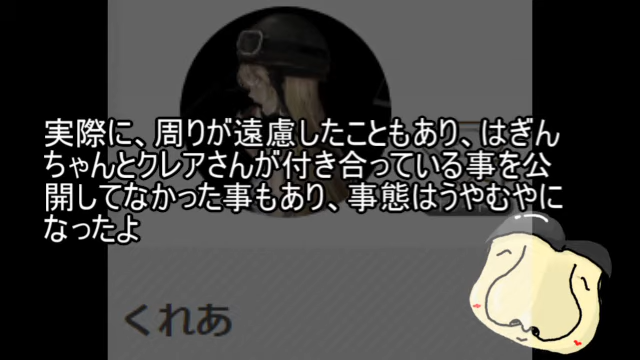 実際に、周りが遠慮したこともあり、はぎん
ちゃんとクレアさんが付き合っている事を公
開してなかった事もあり、事態はうやむやに
なったよ
くれあ